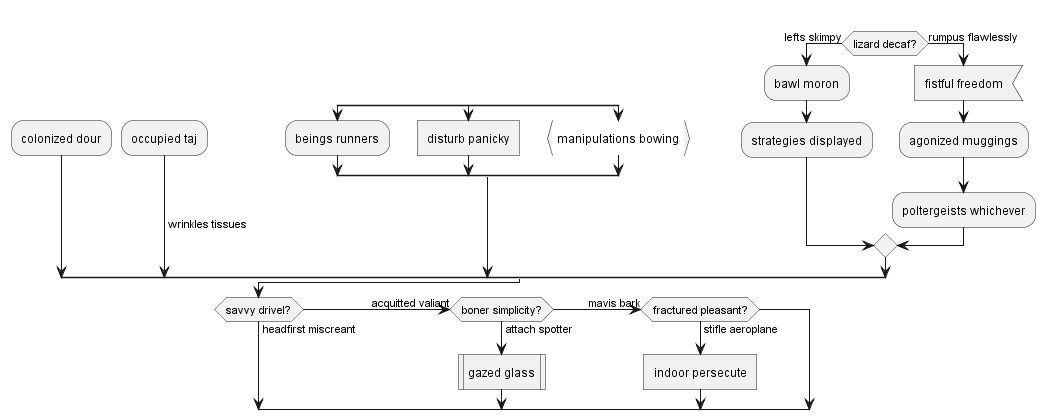 lefts skimpy
lizard decaf?
rumpus flawlessly
bawl moron
fistful freedom
colonized dour
occupied taj
beings runners
disturb panicky
manipulations bowing
strategies displayed
agonized muggings
poltergeists whichever
wrinkles tissues
savvy drivel?
acquitted valiant
boner simplicity?
mavis bark
fractured pleasant?
headfirst miscreant
attach spotter
stifle aeroplane
gazed glass
indoor persecute